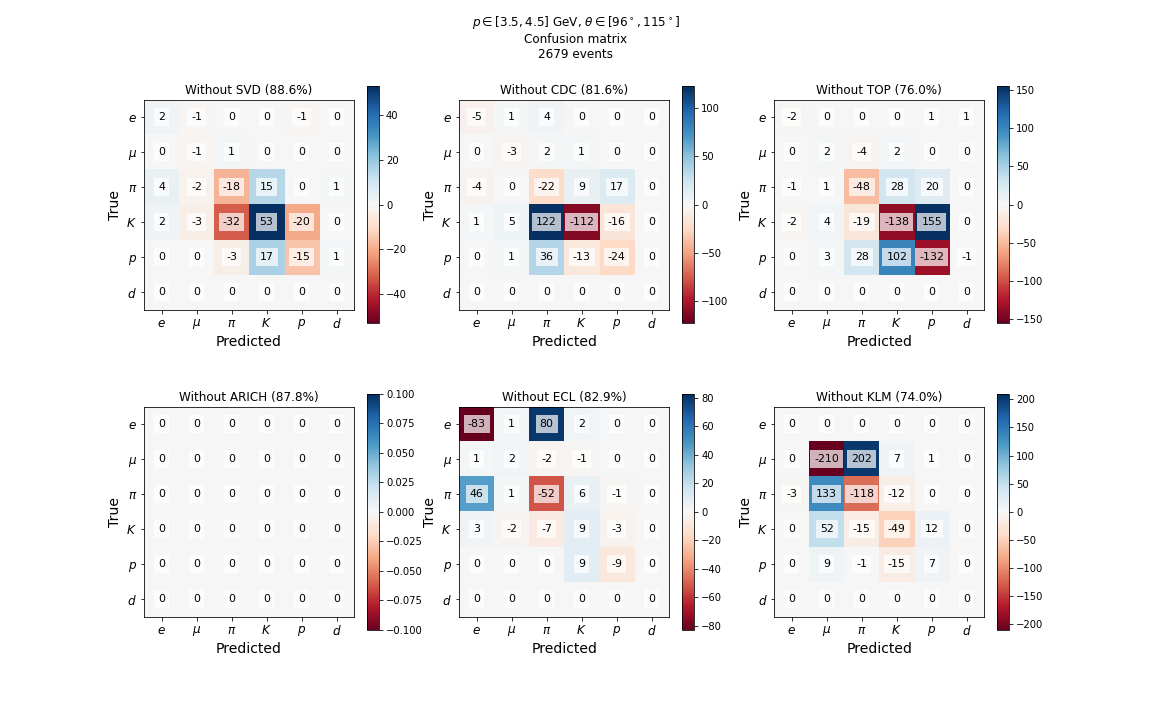 p ∈ [3.5, 4.5] GeV, θ ∈ [96°, 115°]
Confusion matrix
2679 events
Without SVD (88.6%)
True
e 2 -1 0 0 -1 0
μ 0 -1 1 0 0 0
π 4 -2 -18 15 0 1
K 2 -3 -32 53 -20 0
p 0 0 -3 17 -15 1
d 0 0 0 0 0 0
e μ π K p d
Predicted
40
20
0
−20
−40
Without CDC (81.6%)
True
e -5 1 4 0 0 0
μ 0 -3 2 1 0 0
π -4 0 -22 9 17 0
K 1 5 122 -112 -16 0
p 0 1 36 -13 -24 0
d 0 0 0 0 0 0
e μ π K p d
Predicted
100
50
0
−50
−100
Without TOP (76.0%)
True
e -2 0 0 0 1 1
μ 0 2 -4 2 0 0
π -1 1 -48 28 20 0
K -2 4 -19 -138 155 0
p 0 3 28 102 -132 -1
d 0 0 0 0 0 0
e μ π K p d
Predicted
150
100
50
0
−50
−100
−150
Without ARICH (87.8%)
True
e 0 0 0 0 0 0
μ 0 0 0 0 0 0
π 0 0 0 0 0 0
K 0 0 0 0 0 0
p 0 0 0 0 0 0
d 0 0 0 0 0 0
e μ π K p d
Predicted
0.100
0.075
0.050
0.025
0.000
−0.025
−0.050
−0.075
−0.100
Without ECL (82.9%)
True
e -83 1 80 2 0 0
μ 1 2 -2 -1 0 0
π 46 1 -52 6 -1 0
K 3 -2 -7 9 -3 0
p 0 0 0 9 -9 0
d 0 0 0 0 0 0
e μ π K p d
Predicted
80
60
40
20
0
−20
−40
−60
−80
Without KLM (74.0%)
True
e 0 0 0 0 0 0
μ 0 -210 202 7 1 0
π -3 133 -118 -12 0 0
K 0 52 -15 -49 12 0
p 0 9 -1 -15 7 0
d 0 0 0 0 0 0
e μ π K p d
Predicted
200
150
100
50
0
−50
−100
−150
−200